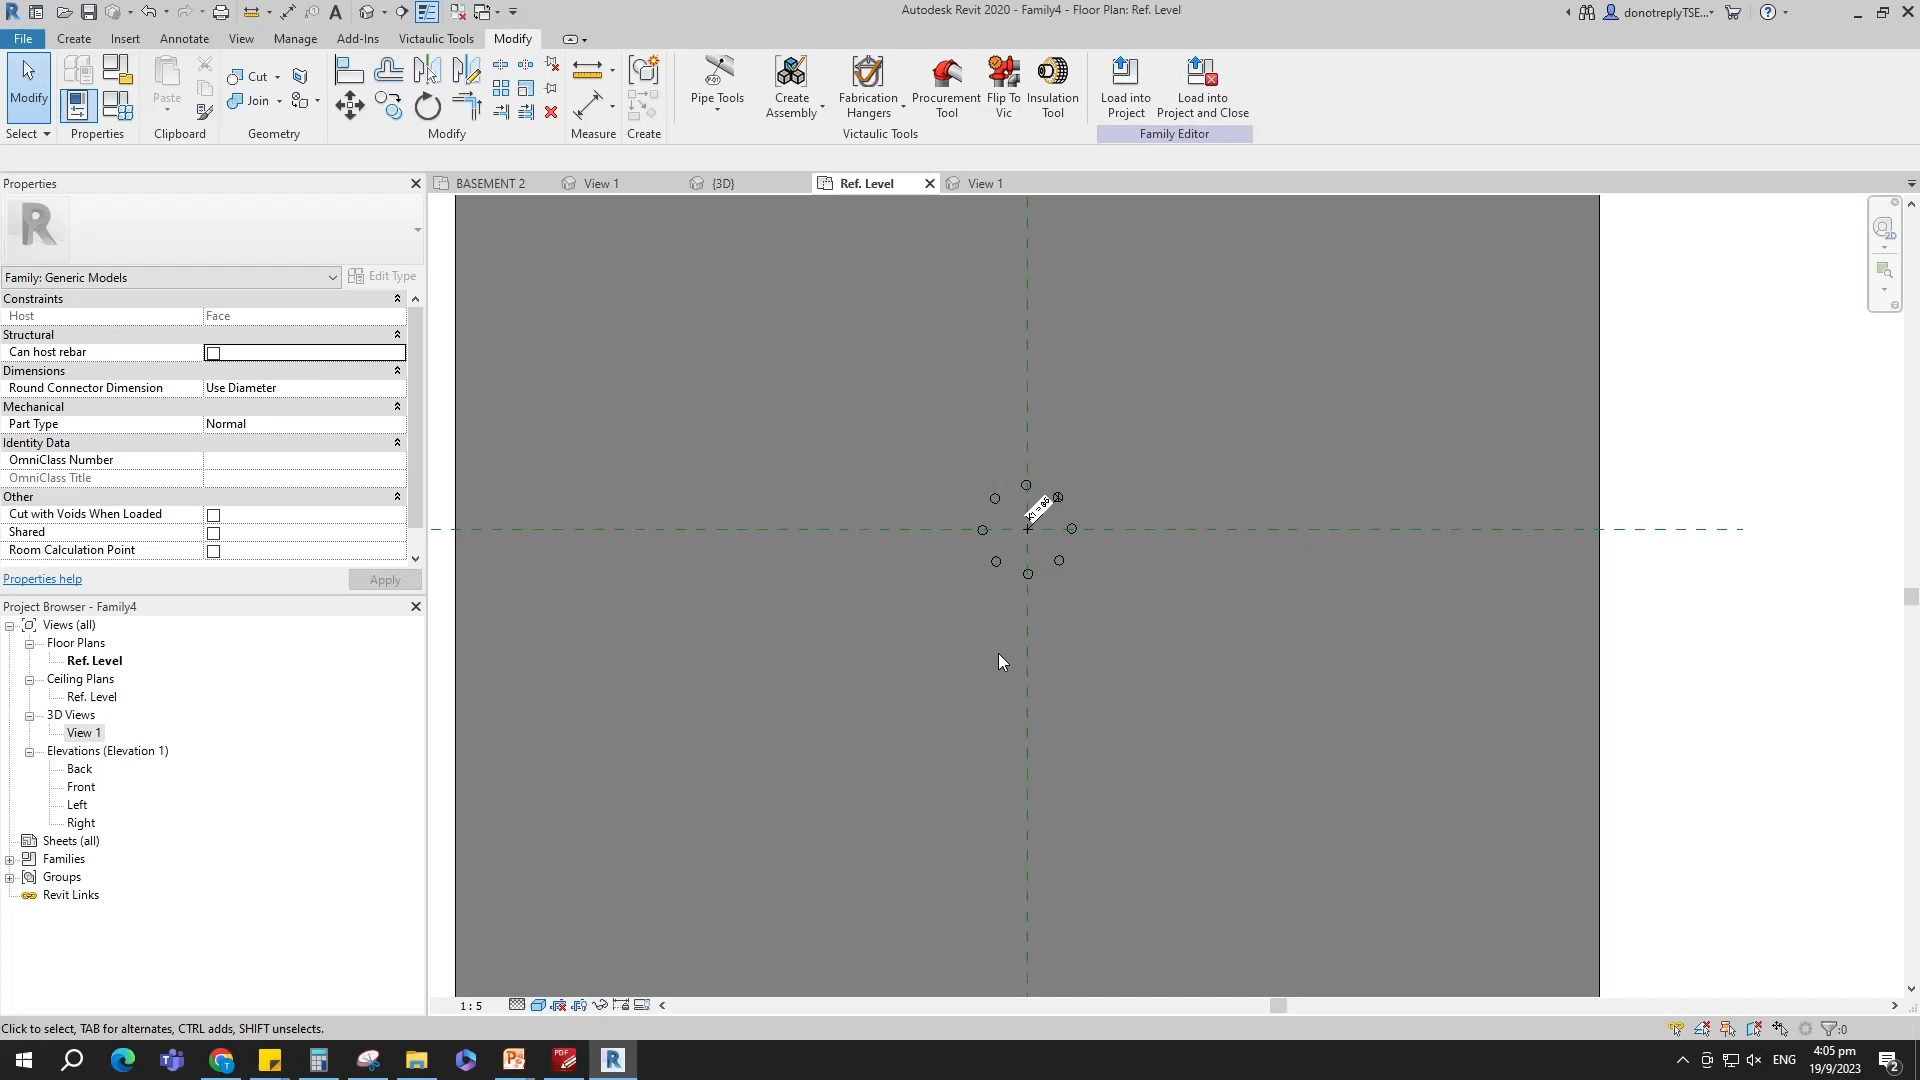 Autodesk Revit 2020 - Family4 - Floor Plan: Ref. Level
donotreplyTSE...
File Create Insert Annotate View Manage Add-Ins Victaulic Tools Modify
Modify
Paste
Cut
Join
Pipe Tools
Create Assembly
Fabrication Hangers
Procurement Tool
Flip To Vic
Insulation Tool
Load into Project
Load into Project and Close
Select Properties Clipboard Geometry Modify Measure Create Victaulic Tools Family Editor
Properties
BASEMENT 2 View 1 {3D} Ref. Level View 1
Family: Generic Models Edit Type
Constraints
Host Face
Structural
Can host rebar
Dimensions
Round Connector Dimension Use Diameter
Mechanical
Part Type Normal
Identity Data
OmniClass Number
OmniClass Title
Other
Cut with Voids When Loaded
Shared
Room Calculation Point
Properties help Apply
Project Browser - Family4
Views (all)
Floor Plans
Ref. Level
Ceiling Plans
Ref. Level
3D Views
View 1
Elevations (Elevation 1)
Back
Front
Left
Right
Sheets (all)
Families
Groups
Revit Links
1 : 5
Click to select, TAB for alternates, CTRL adds, SHIFT unselects.
:0
ENG
4:05 pm
19/9/2023
2